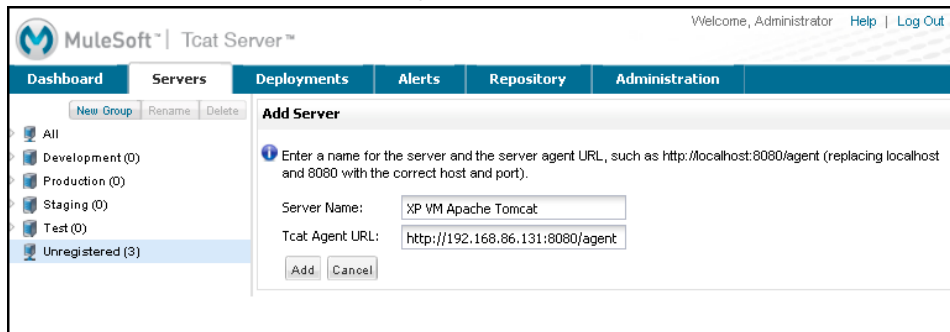 Welcome, Administrator Help | Log Out
MuleSoft™ | Tcat Server™
Dashboard Servers Deployments Alerts Repository Administration
New Group Rename Delete
All
Development (0)
Production (0)
Staging (0)
Test (0)
Unregistered (3)
Add Server
Enter a name for the server and the server agent URL, such as http://localhost:8080/agent (replacing localhost
and 8080 with the correct host and port).
Server Name: XP VM Apache Tomcat
Tcat Agent URL: http://192.168.86.131:8080/agent
Add Cancel